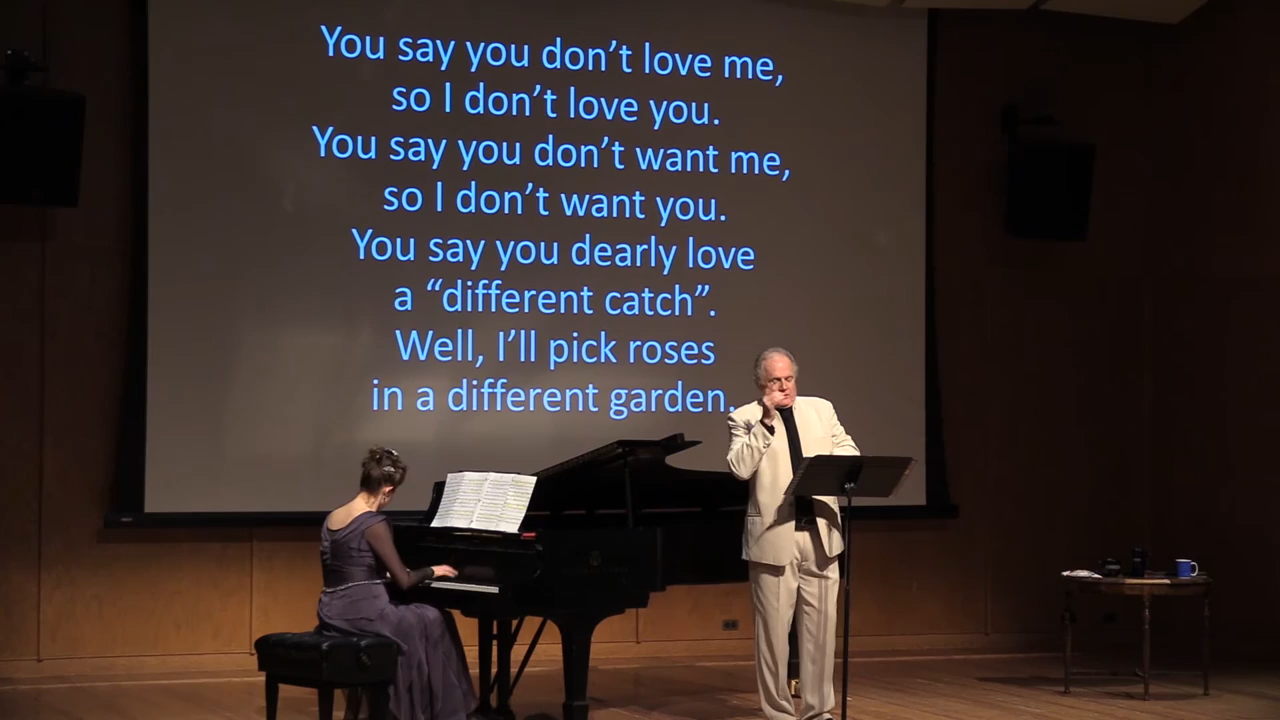 You say you don’t love me,
so I don’t love you.
You say you don’t want me,
so I don’t want you.
You say you dearly love
a “different catch”.
Well, I’ll pick roses
in a different garden.